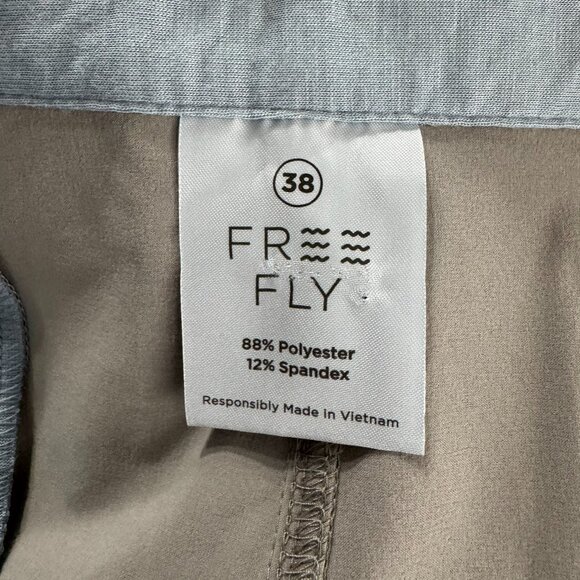 38
FREE
FLY
88% Polyester
12% Spandex
Responsibly Made in Vietnam